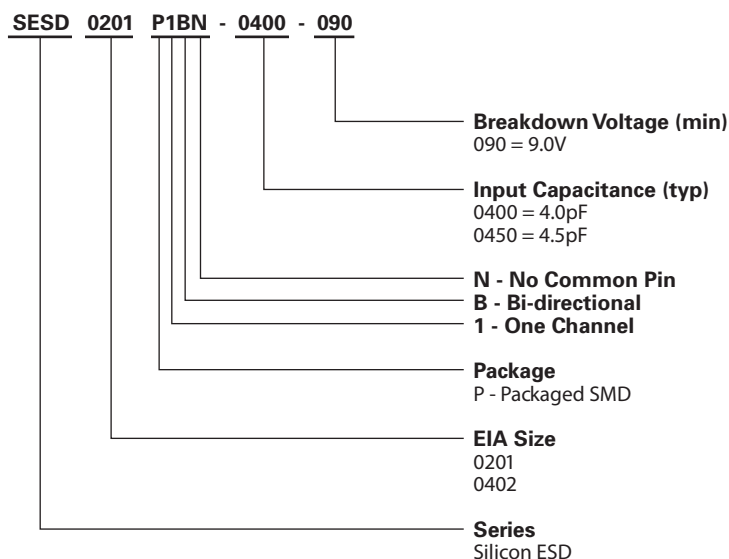 SESD 0201 P1BN - 0400 - 090
Breakdown Voltage (min)
090 = 9.0V
Input Capacitance (typ)
0400 = 4.0pF
0450 = 4.5pF
N - No Common Pin
B - Bi-directional
1 - One Channel
Package
P - Packaged SMD
EIA Size
0201
0402
Series
Silicon ESD